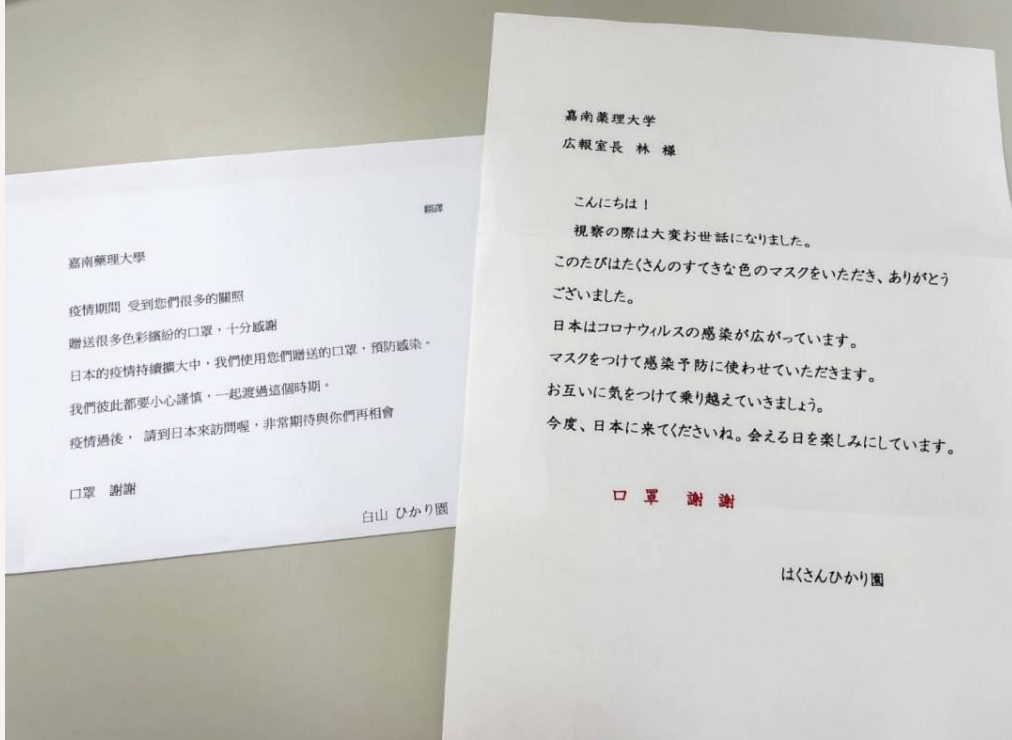 翻譯
嘉南藥理大學
疫情期間 受到您們很多的關照
贈送很多色彩繽紛的口罩，十分感謝
日本的疫情持續擴大中，我們使用您們贈送的口罩，預防感染。
我們彼此都要小心謹慎，一起渡過這個時期。
疫情過後， 請到日本來訪問喔，非常期待與你們再相會
口罩 謝謝
白山 ひかり園
嘉南薬理大学
広報室長 林 様
こんにちは！
視察の際は大変お世話になりました。
このたびはたくさんのすてきな色のマスクをいただき、ありがとう
ございました。
日本はコロナウィルスの感染が広がっています。
マスクをつけて感染予防に使わせていただきます。
お互いに気をつけて乗り越えていきましょう。
今度、日本に来てくださいね。会える日を楽しみにしています。
口 罩 謝 謝
はくさんひかり園